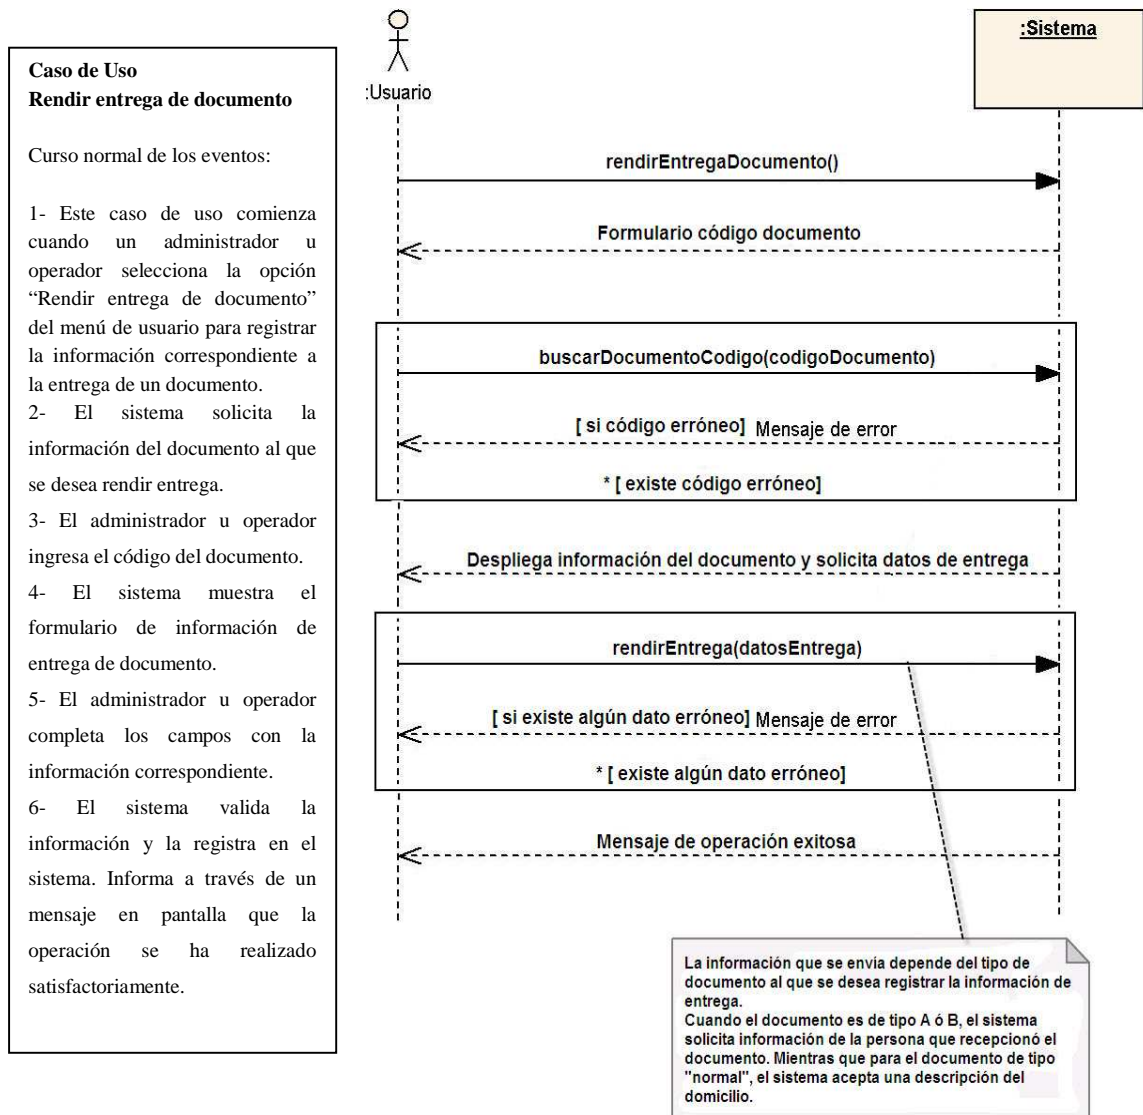 Caso de Uso
Rendir entrega de documento
Curso normal de los eventos:
1- Este caso de uso comienza
cuando un administrador u
operador selecciona la opción
“Rendir entrega de documento”
del menú de usuario para registrar
la información correspondiente a
la entrega de un documento.
2- El sistema solicita la
información del documento al que
se desea rendir entrega.
3- El administrador u operador
ingresa el código del documento.
4- El sistema muestra el
formulario de información de
entrega de documento.
5- El administrador u operador
completa los campos con la
información correspondiente.
6- El sistema valida la
información y la registra en el
sistema. Informa a través de un
mensaje en pantalla que la
operación se ha realizado
satisfactoriamente.
:Usuario
:Sistema
rendirEntregaDocumento()
Formulario código documento
buscarDocumentoCodigo(codigoDocumento)
[ si código erróneo] Mensaje de error
* [ existe código erróneo]
Despliega información del documento y solicita datos de entrega
rendirEntrega(datosEntrega)
[ si existe algún dato erróneo] Mensaje de error
* [ existe algún dato erróneo]
Mensaje de operación exitosa
La información que se envía depende del tipo de
documento al que se desea registrar la información de
entrega.
Cuando el documento es de tipo A ó B, el sistema
solicita información de la persona que recepcionó el
documento. Mientras que para el documento de tipo
"normal", el sistema acepta una descripción del
domicilio.